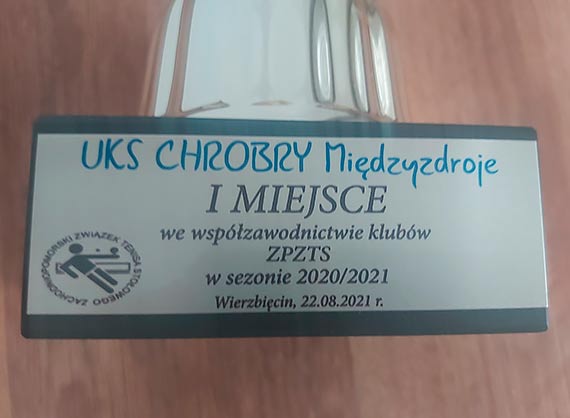 UKS CHROBRY Międzyzdroje
I MIEJSCE
we współzawodnictwie klubów
ZPZTS
w sezonie 2020/2021
Wierzbięcin, 22.08.2021 r.
ZACHODNIOPOMORSKI ZWIĄZEK TENISA STOŁOWEGO